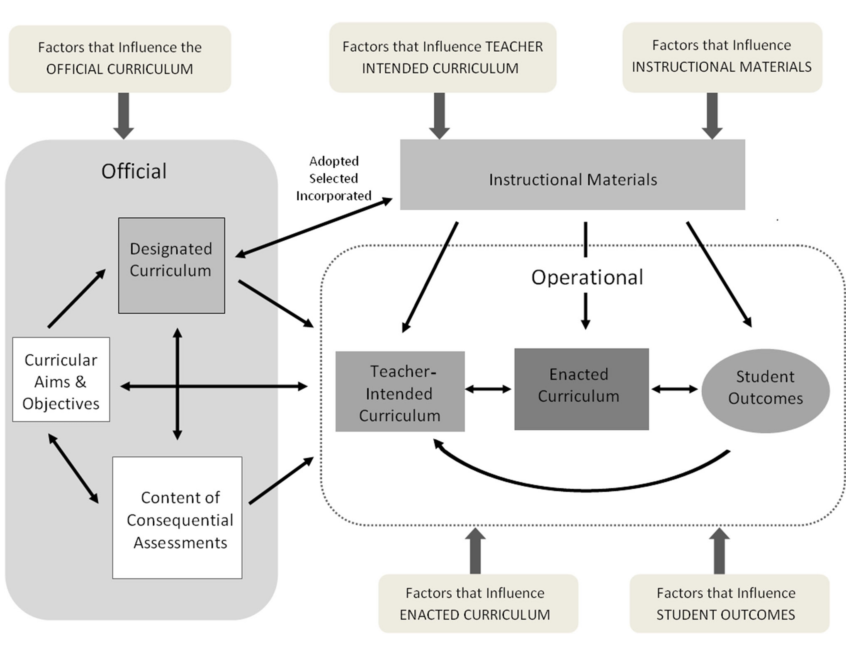 Factors that Influence the
OFFICIAL CURRICULUM
Factors that Influence TEACHER
INTENDED CURRICULUM
Factors that Influence
INSTRUCTIONAL MATERIALS
Official
Adopted
Selected
Incorporated
Instructional Materials
Designated
Curriculum
Operational
Curricular
Aims &
Objectives
Teacher-
Intended
Curriculum
Enacted
Curriculum
Student
Outcomes
Content of
Consequential
Assessments
Factors that Influence
ENACTED CURRICULUM
Factors that Influence
STUDENT OUTCOMES